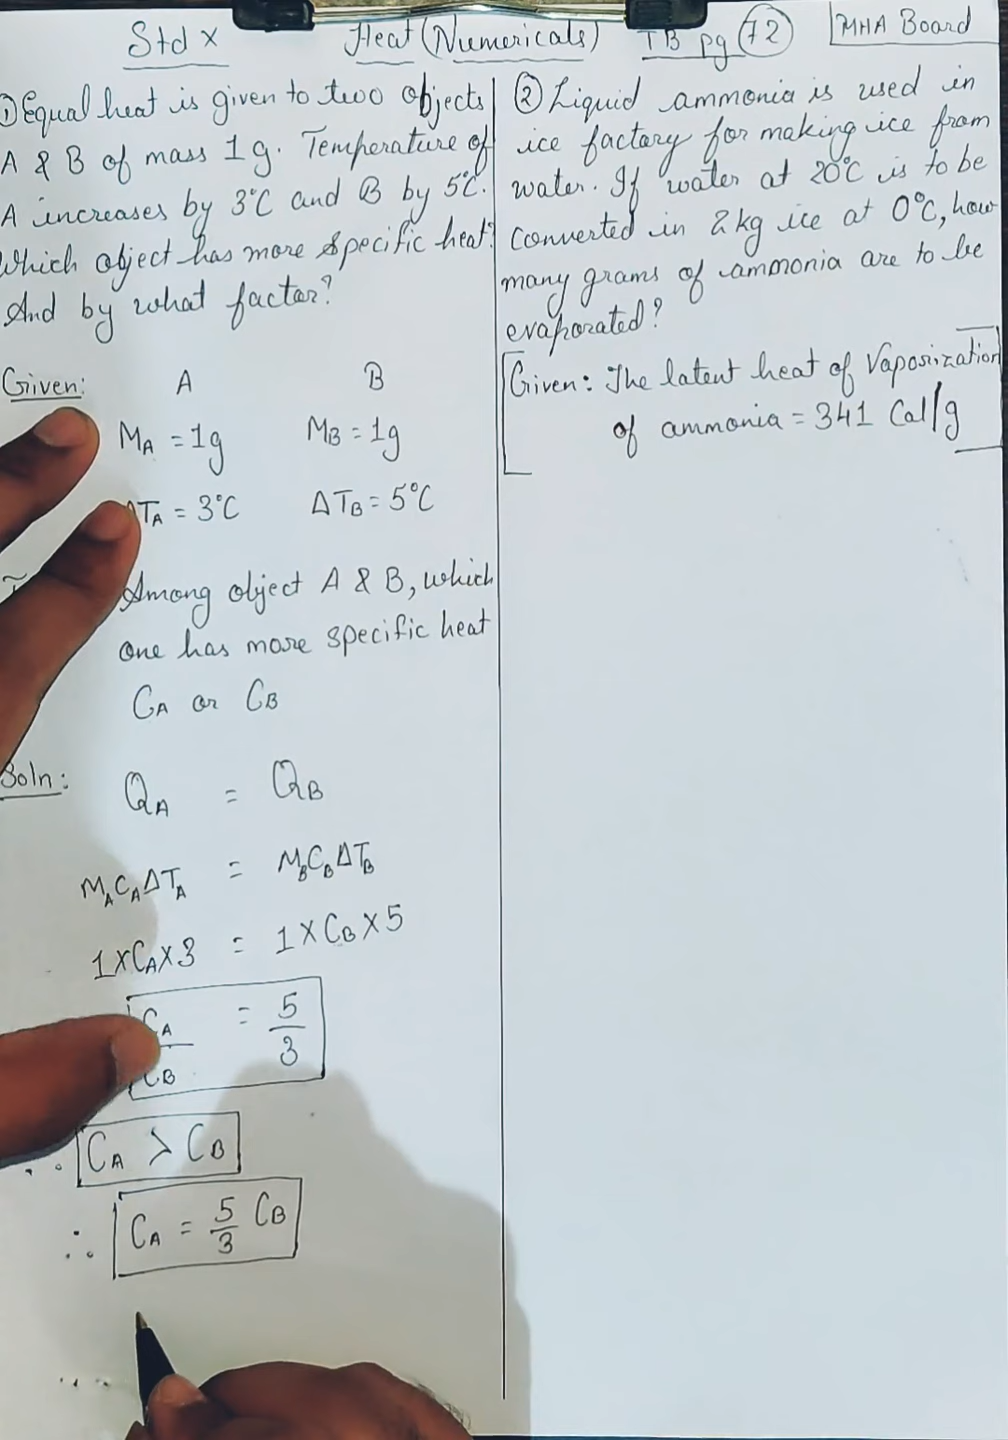 Std X Heat (Numericals) TB pg 72 MHA Board
① Equal heat is given to two objects
A & B of mass 1 g. Temperature of
A increases by 3°C and B by 5°C.
Which object has more specific heat?
And by what factor?
Given: A B
MA = 1g MB = 1g
ΔTA = 3°C ΔTB = 5°C
Among object A & B, which
one has more specific heat
CA or CB
Soln: QA = QB
MACAΔTA = MBCBΔTB
1×CA×3 = 1×CB×5
CA/CB = 5/3
∴ CA > CB
∴ CA = 5/3 CB
② Liquid ammonia is used in
ice factory for making ice from
water. If water at 20°C is to be
converted in 2 kg ice at 0°C, how
many grams of ammonia are to be
evaporated?
[Given: The latent heat of Vaporization
of ammonia = 341 Cal/g]